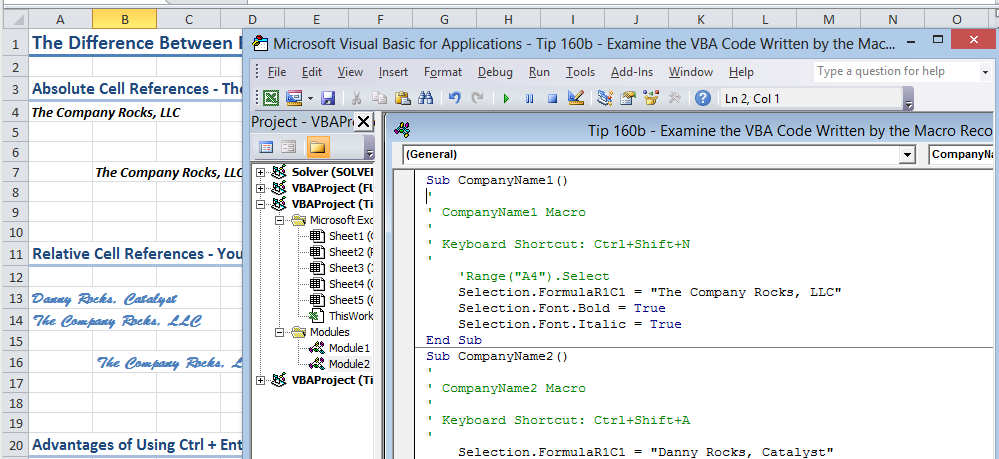 A B C D E F G H I J K L M N O
1 The Difference Between
2
3 Absolute Cell References - The
4 The Company Rocks, LLC
5
6
7 The Company Rocks, LLC
8
9
10
11 Relative Cell References - You
12
13 Danny Rocks, Catalyst
14 The Company Rocks, LLC
15
16 The Company Rocks, L
17
18
19
20 Advantages of Using Ctrl + Ent
Microsoft Visual Basic for Applications - Tip 160b - Examine the VBA Code Written by the Mac...
File Edit View Insert Format Debug Run Tools Add-Ins Window Help
Type a question for help
Ln 2, Col 1
Project - VBAPr
Solver (SOLVE
VBAProject (FU
VBAProject (Ti
Microsoft Exc
Sheet1 (
Sheet2 (
Sheet3 (
Sheet4 (
Sheet5 (
ThisWork
Modules
Module1
Module2
VBAProject (Ti
Tip 160b - Examine the VBA Code Written by the Macro Reco
(General)
CompanyN
Sub CompanyName1()
'
' CompanyName1 Macro
'
' Keyboard Shortcut: Ctrl+Shift+N
'
'Range("A4").Select
Selection.FormulaR1C1 = "The Company Rocks, LLC"
Selection.Font.Bold = True
Selection.Font.Italic = True
End Sub
Sub CompanyName2()
'
' CompanyName2 Macro
'
' Keyboard Shortcut: Ctrl+Shift+A
'
Selection.FormulaR1C1 = "Danny Rocks, Catalyst"